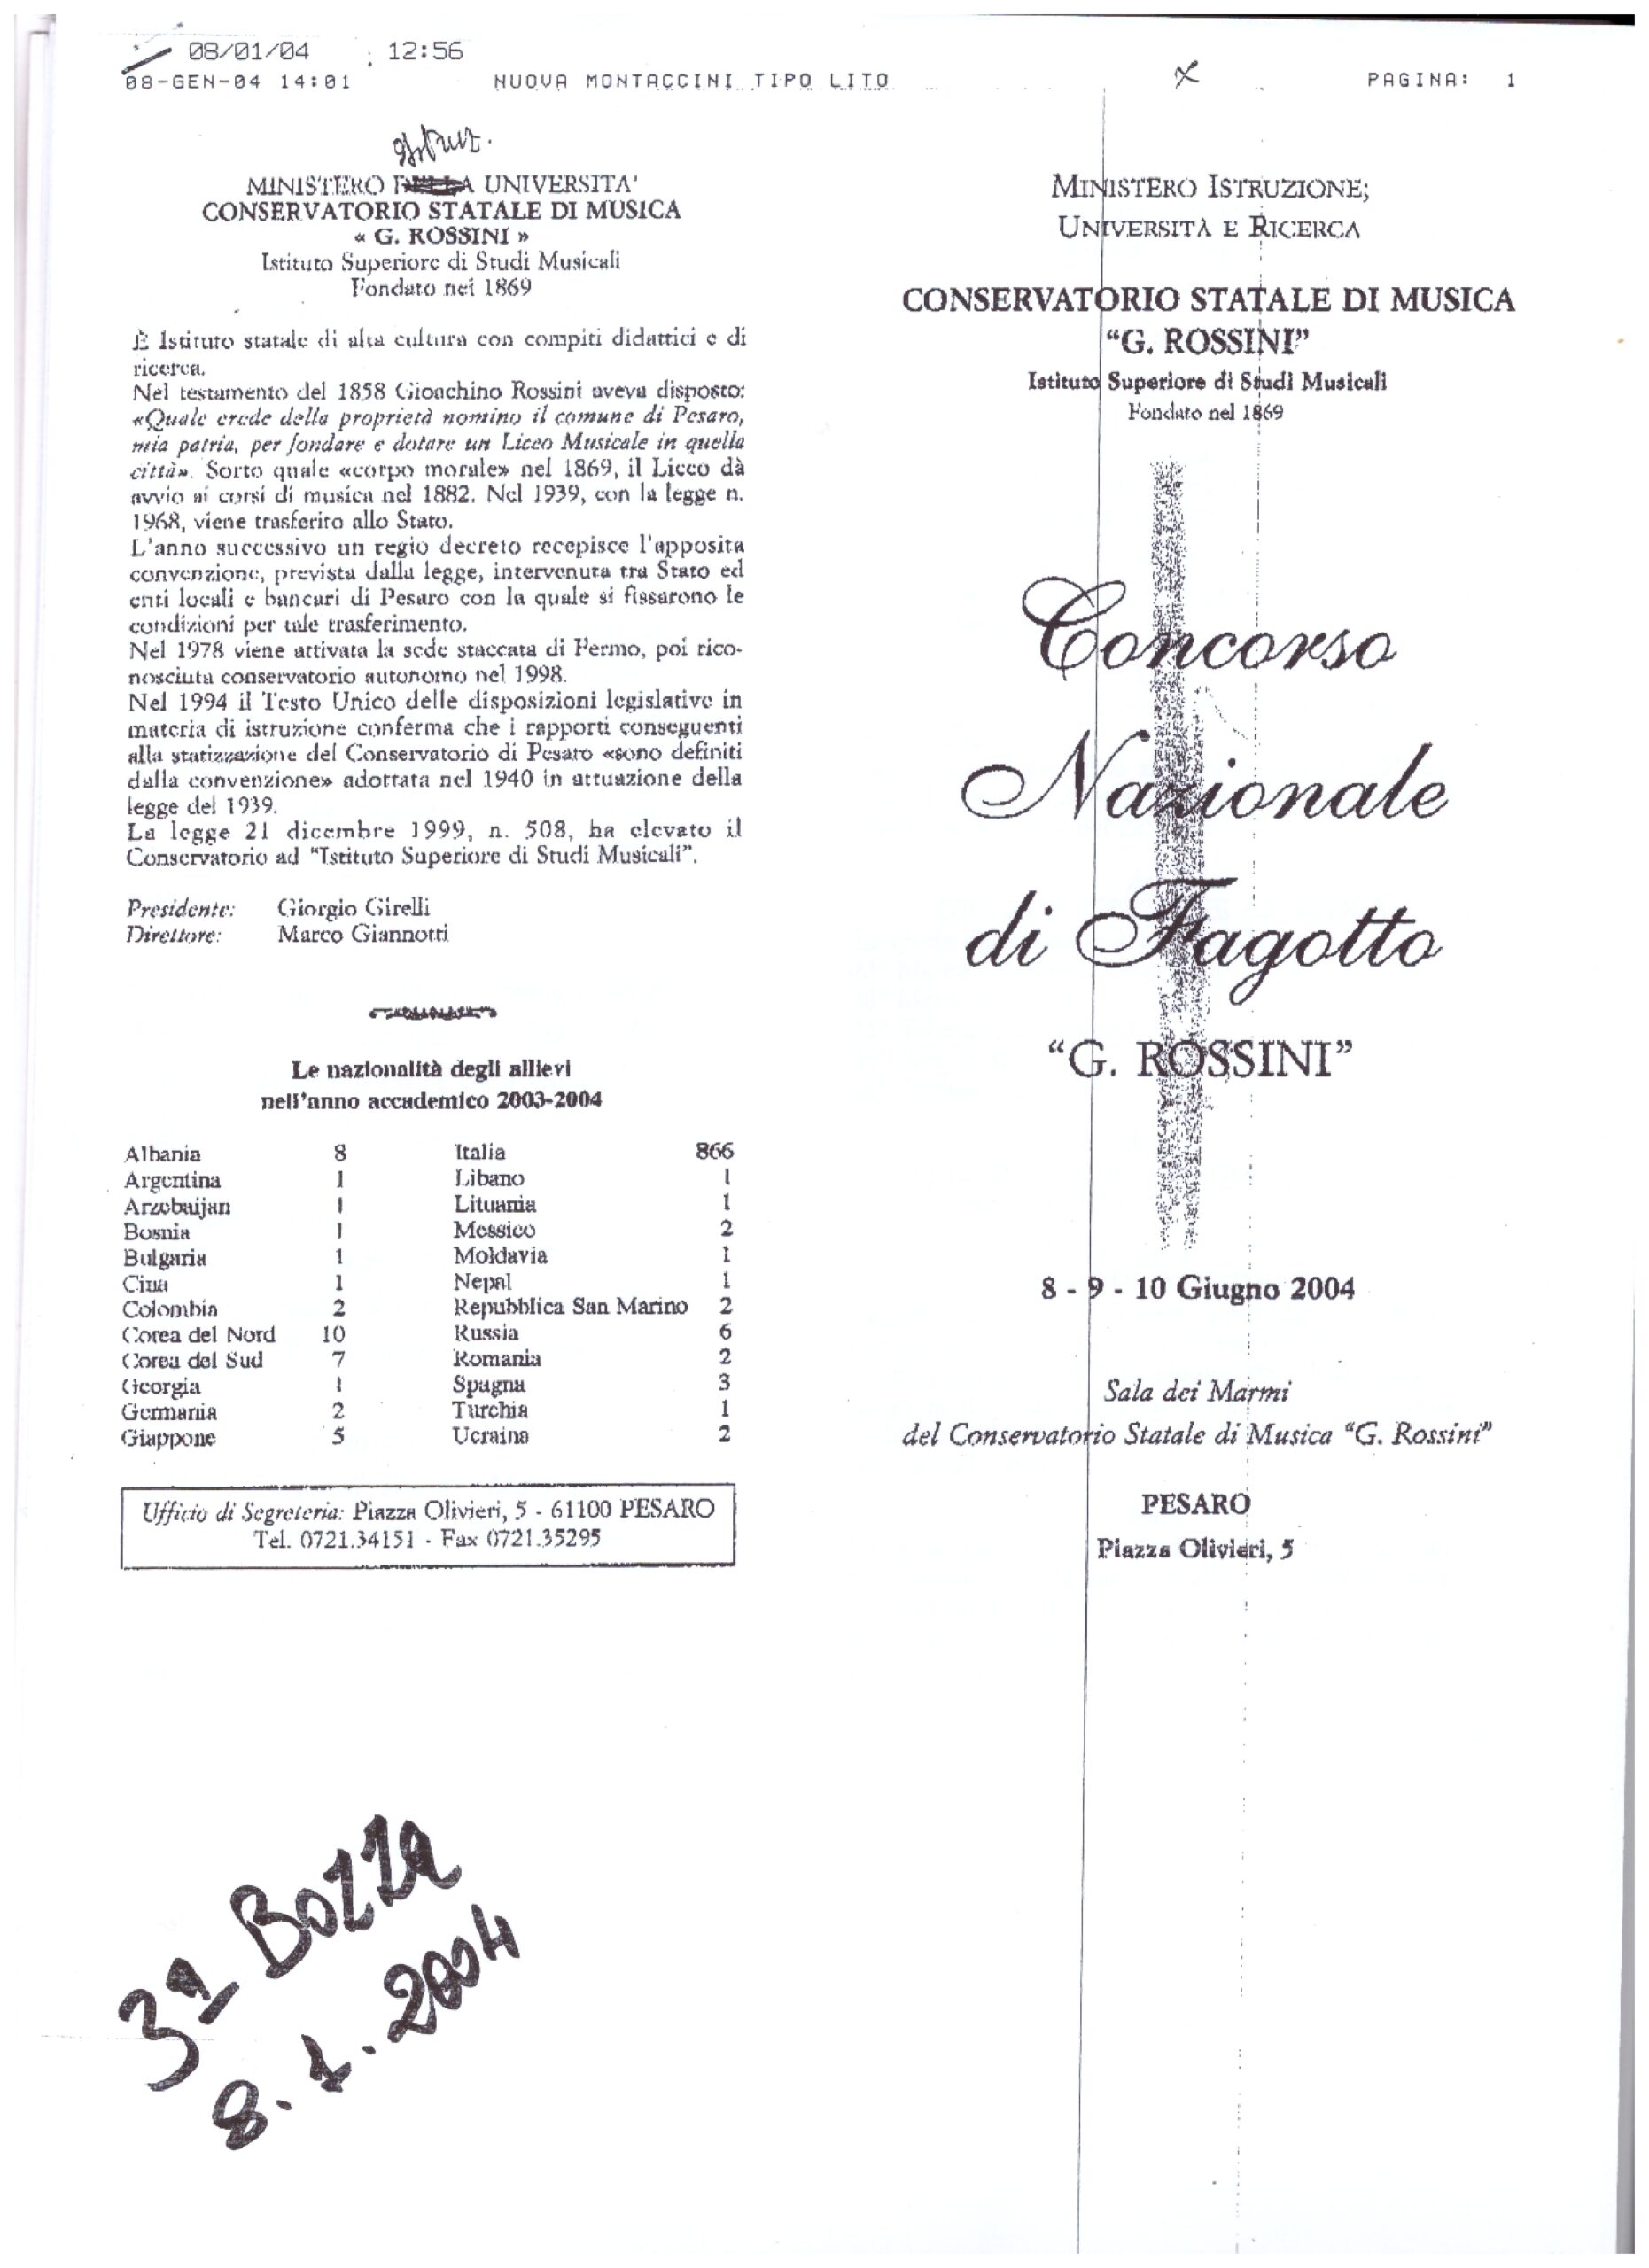 08/01/04 12:56
08-GEN-04 14:01 NUOVA MONTACCINI TIPO LITO PAGINA: 1
MINISTERO UNIVERSITA'
CONSERVATORIO STATALE DI MUSICA
« G. ROSSINI »
Istituto Superiore di Studi Musicali
Fondato nel 1869
È Istituto statale di alta cultura con compiti didattici e di
ricerca.
Nel testamento del 1858 Gioachino Rossini aveva disposto:
«Quale erede della proprietà nomino il comune di Pesaro,
mia patria, per fondare e dotare un Liceo Musicale in quella
città». Sorto quale «corpo morale» nel 1869, il Liceo dà
avvio ai corsi di musica nel 1882. Nel 1939, con la legge n.
1968, viene trasferito allo Stato.
L'anno successivo un regio decreto recepisce l'apposita
convenzione, prevista dalla legge, intervenuta tra Stato ed
enti locali e bancari di Pesaro con la quale si fissarono le
condizioni per tale trasferimento.
Nel 1978 viene attivata la sede staccata di Fermo, poi rico-
nosciuta conservatorio autonomo nel 1998.
Nel 1994 il Testo Unico delle disposizioni legislative in
materia di istruzione conferma che i rapporti conseguenti
alla statizzazione del Conservatorio di Pesaro «sono definiti
dalla convenzione» adottata nel 1940 in attuazione della
legge del 1939.
La legge 21 dicembre 1999, n. 508, ha elevato il
Conservatorio ad "Istituto Superiore di Studi Musicali".
Presidente: Giorgio Girelli
Direttore: Marco Giannotti
Le nazionalità degli allievi
nell'anno accademico 2003-2004
Albania 8 Italia 866
Argentina 1 Libano 1
Arzebaijan 1 Lituania 1
Bosnia 1 Messico 2
Bulgaria 1 Moldavia 1
Cina 1 Nepal 1
Colombia 2 Repubblica San Marino 2
Corea del Nord 10 Russia 6
Corea del Sud 7 Romania 2
Georgia 1 Spagna 3
Germania 2 Turchia 1
Giappone 5 Ucraina 2
Ufficio di Segreteria: Piazza Olivieri, 5 - 61100 PESARO
Tel. 0721.34151 - Fax 0721.35295
3ª Bozza
8.1.2004
MINISTERO ISTRUZIONE;
UNIVERSITÀ E RICERCA
CONSERVATORIO STATALE DI MUSICA
"G. ROSSINI"
Istituto Superiore di Studi Musicali
Fondato nel 1869
Concorso
Nazionale
di Fagotto
"G. ROSSINI"
8 - 9 - 10 Giugno 2004
Sala dei Marmi
del Conservatorio Statale di Musica "G. Rossini"
PESARO
Piazza Olivieri, 5